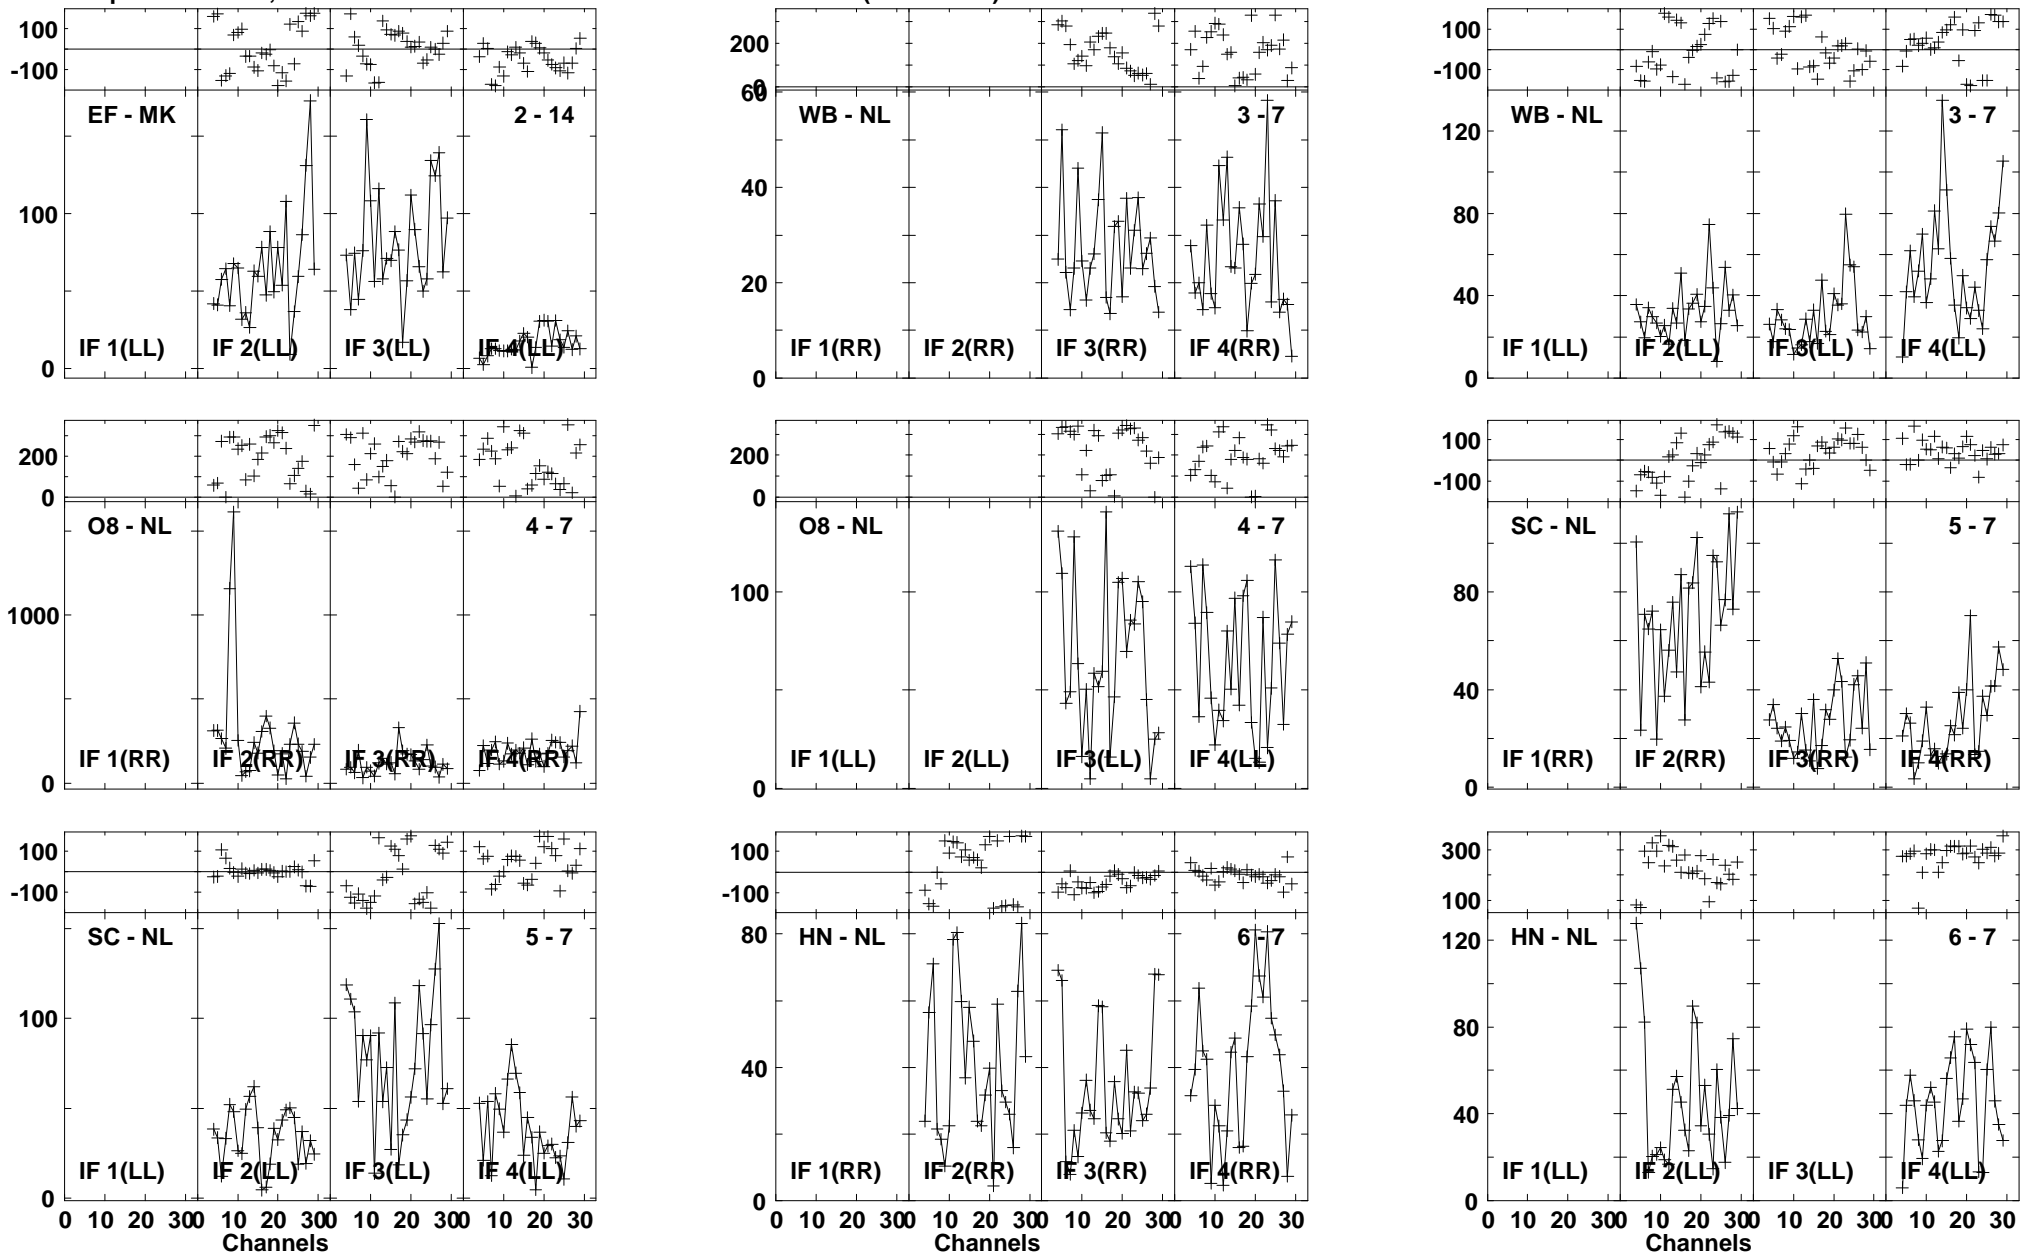 100
-100
EF - MK
2 - 14
100
0
IF 1(LL)
IF 2(LL)
IF 3(LL)
IF 4(LL)
200
0
60
WB - NL
3 - 7
40
20
0
IF 1(RR)
IF 2(RR)
IF 3(RR)
IF 4(RR)
100
-100
WB - NL
3 - 7
120
80
40
0
IF 1(LL)
IF 2(LL)
IF 3(LL)
IF 4(LL)
200
0
O8 - NL
4 - 7
1000
0
IF 1(RR)
IF 2(RR)
IF 3(RR)
IF 4(RR)
200
0
O8 - NL
4 - 7
100
0
IF 1(LL)
IF 2(LL)
IF 3(LL)
IF 4(LL)
100
-100
SC - NL
5 - 7
80
40
0
IF 1(RR)
IF 2(RR)
IF 3(RR)
IF 4(RR)
100
-100
SC - NL
5 - 7
100
0
IF 1(LL)
IF 2(LL)
IF 3(LL)
IF 4(LL)
0 10 20 30 0 10 20 30 0 10 20 30 0 10 20 30
Channels
100
-100
HN - NL
6 - 7
80
40
0
IF 1(RR)
IF 2(RR)
IF 3(RR)
IF 4(RR)
0 10 20 30 0 10 20 30 0 10 20 30 0 10 20 30
Channels
300
100
HN - NL
6 - 7
120
80
40
0
IF 1(LL)
IF 2(LL)
IF 3(LL)
IF 4(LL)
0 10 20 30 0 10 20 30 0 10 20 30 0 10 20 30
Channels